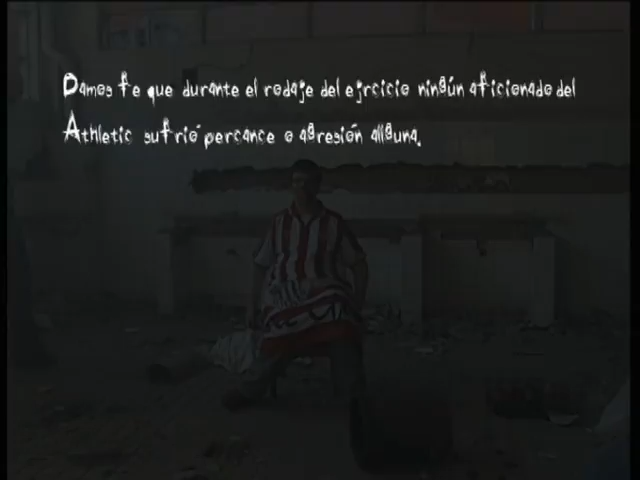 Damos fe que durante el rodaje del ejrcicio ningún aficionado del
Athletic sufrió percance o agresión alguna.